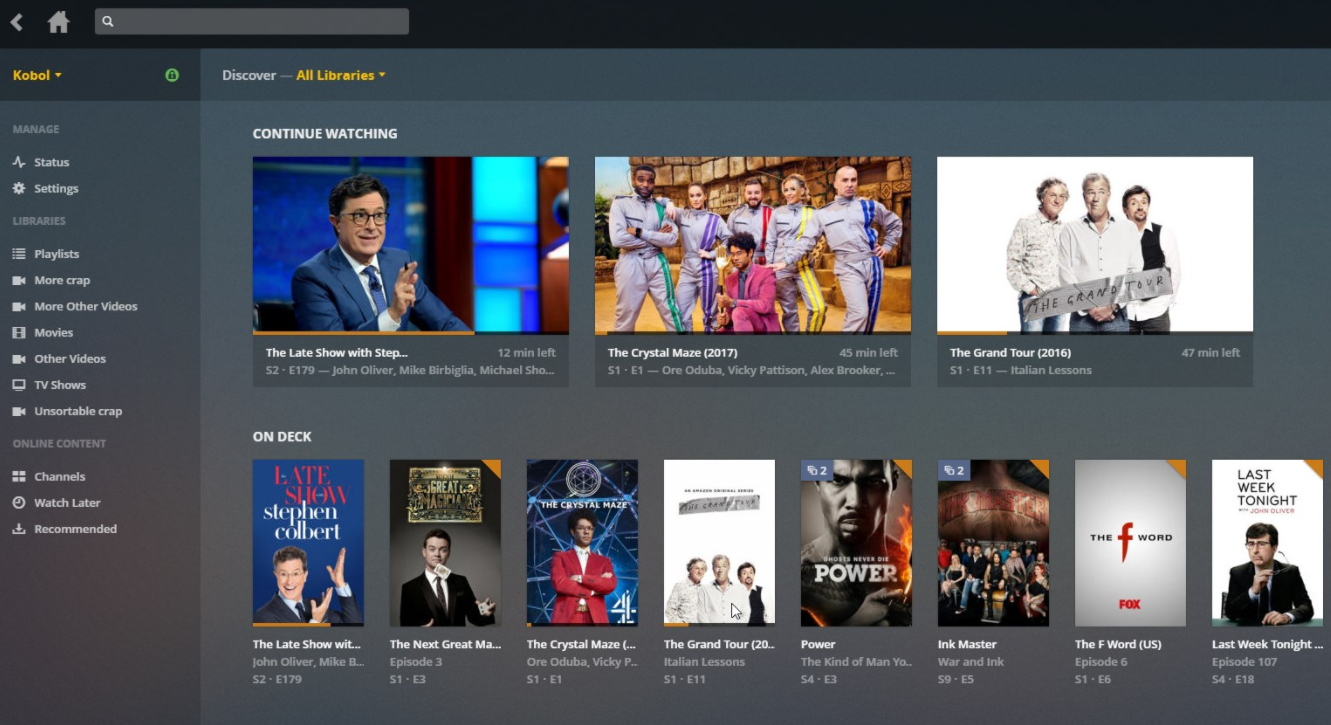 Kobol
Discover — All Libraries
MANAGE
Status
Settings
LIBRARIES
Playlists
More crap
More Other Videos
Movies
Other Videos
TV Shows
Unsortable crap
ONLINE CONTENT
Channels
Watch Later
Recommended
CONTINUE WATCHING
THE GRAND TOUR
The Late Show with Step...
12 min left
S2 · E179 — John Oliver, Mike Birbiglia, Michael Sho...
The Crystal Maze (2017)
45 min left
S1 · E1 — Ore Oduba, Vicky Pattison, Alex Brooker, ...
The Grand Tour (2016)
47 min left
S1 · E11 — Italian Lessons
ON DECK
LATE
SHOW
stephen
colbert
GREAT
THE CRYSTAL MAZE
4
AN AMAZON ORIGINAL SERIES
THE GRAND TOUR
2
GHOSTS NEVER DIE
POWER
2
INK MASTER
THE f WORD
FOX
LAST
WEEK
TONIGHT
WITH JOHN OLIVER
The Late Show wit...
John Oliver, Mike B...
S2 · E179
The Next Great Ma...
Episode 3
S1 · E3
The Crystal Maze (...
Ore Oduba, Vicky P...
S1 · E1
The Grand Tour (20...
Italian Lessons
S1 · E11
Power
The Kind of Man Yo...
S4 · E3
Ink Master
War and Ink
S9 · E5
The F Word (US)
Episode 6
S1 · E6
Last Week Tonight ...
Episode 107
S4 · E18